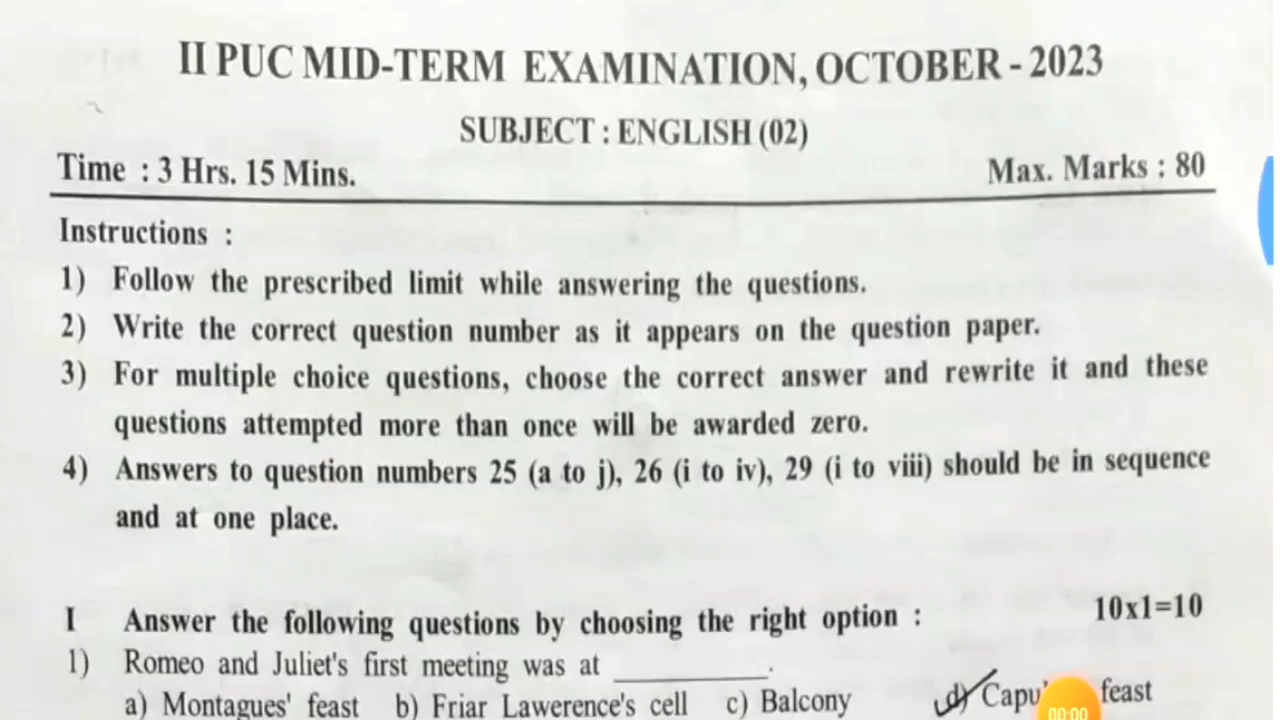 II PUC MID-TERM EXAMINATION, OCTOBER - 2023
SUBJECT : ENGLISH (02)
Time : 3 Hrs. 15 Mins. Max. Marks : 80
Instructions :
1) Follow the prescribed limit while answering the questions.
2) Write the correct question number as it appears on the question paper.
3) For multiple choice questions, choose the correct answer and rewrite it and these
questions attempted more than once will be awarded zero.
4) Answers to question numbers 25 (a to j), 26 (i to iv), 29 (i to viii) should be in sequence
and at one place.
I Answer the following questions by choosing the right option : 10x1=10
1) Romeo and Juliet's first meeting was at ________.
a) Montagues' feast b) Friar Lawerence's cell c) Balcony d) feast
00:00